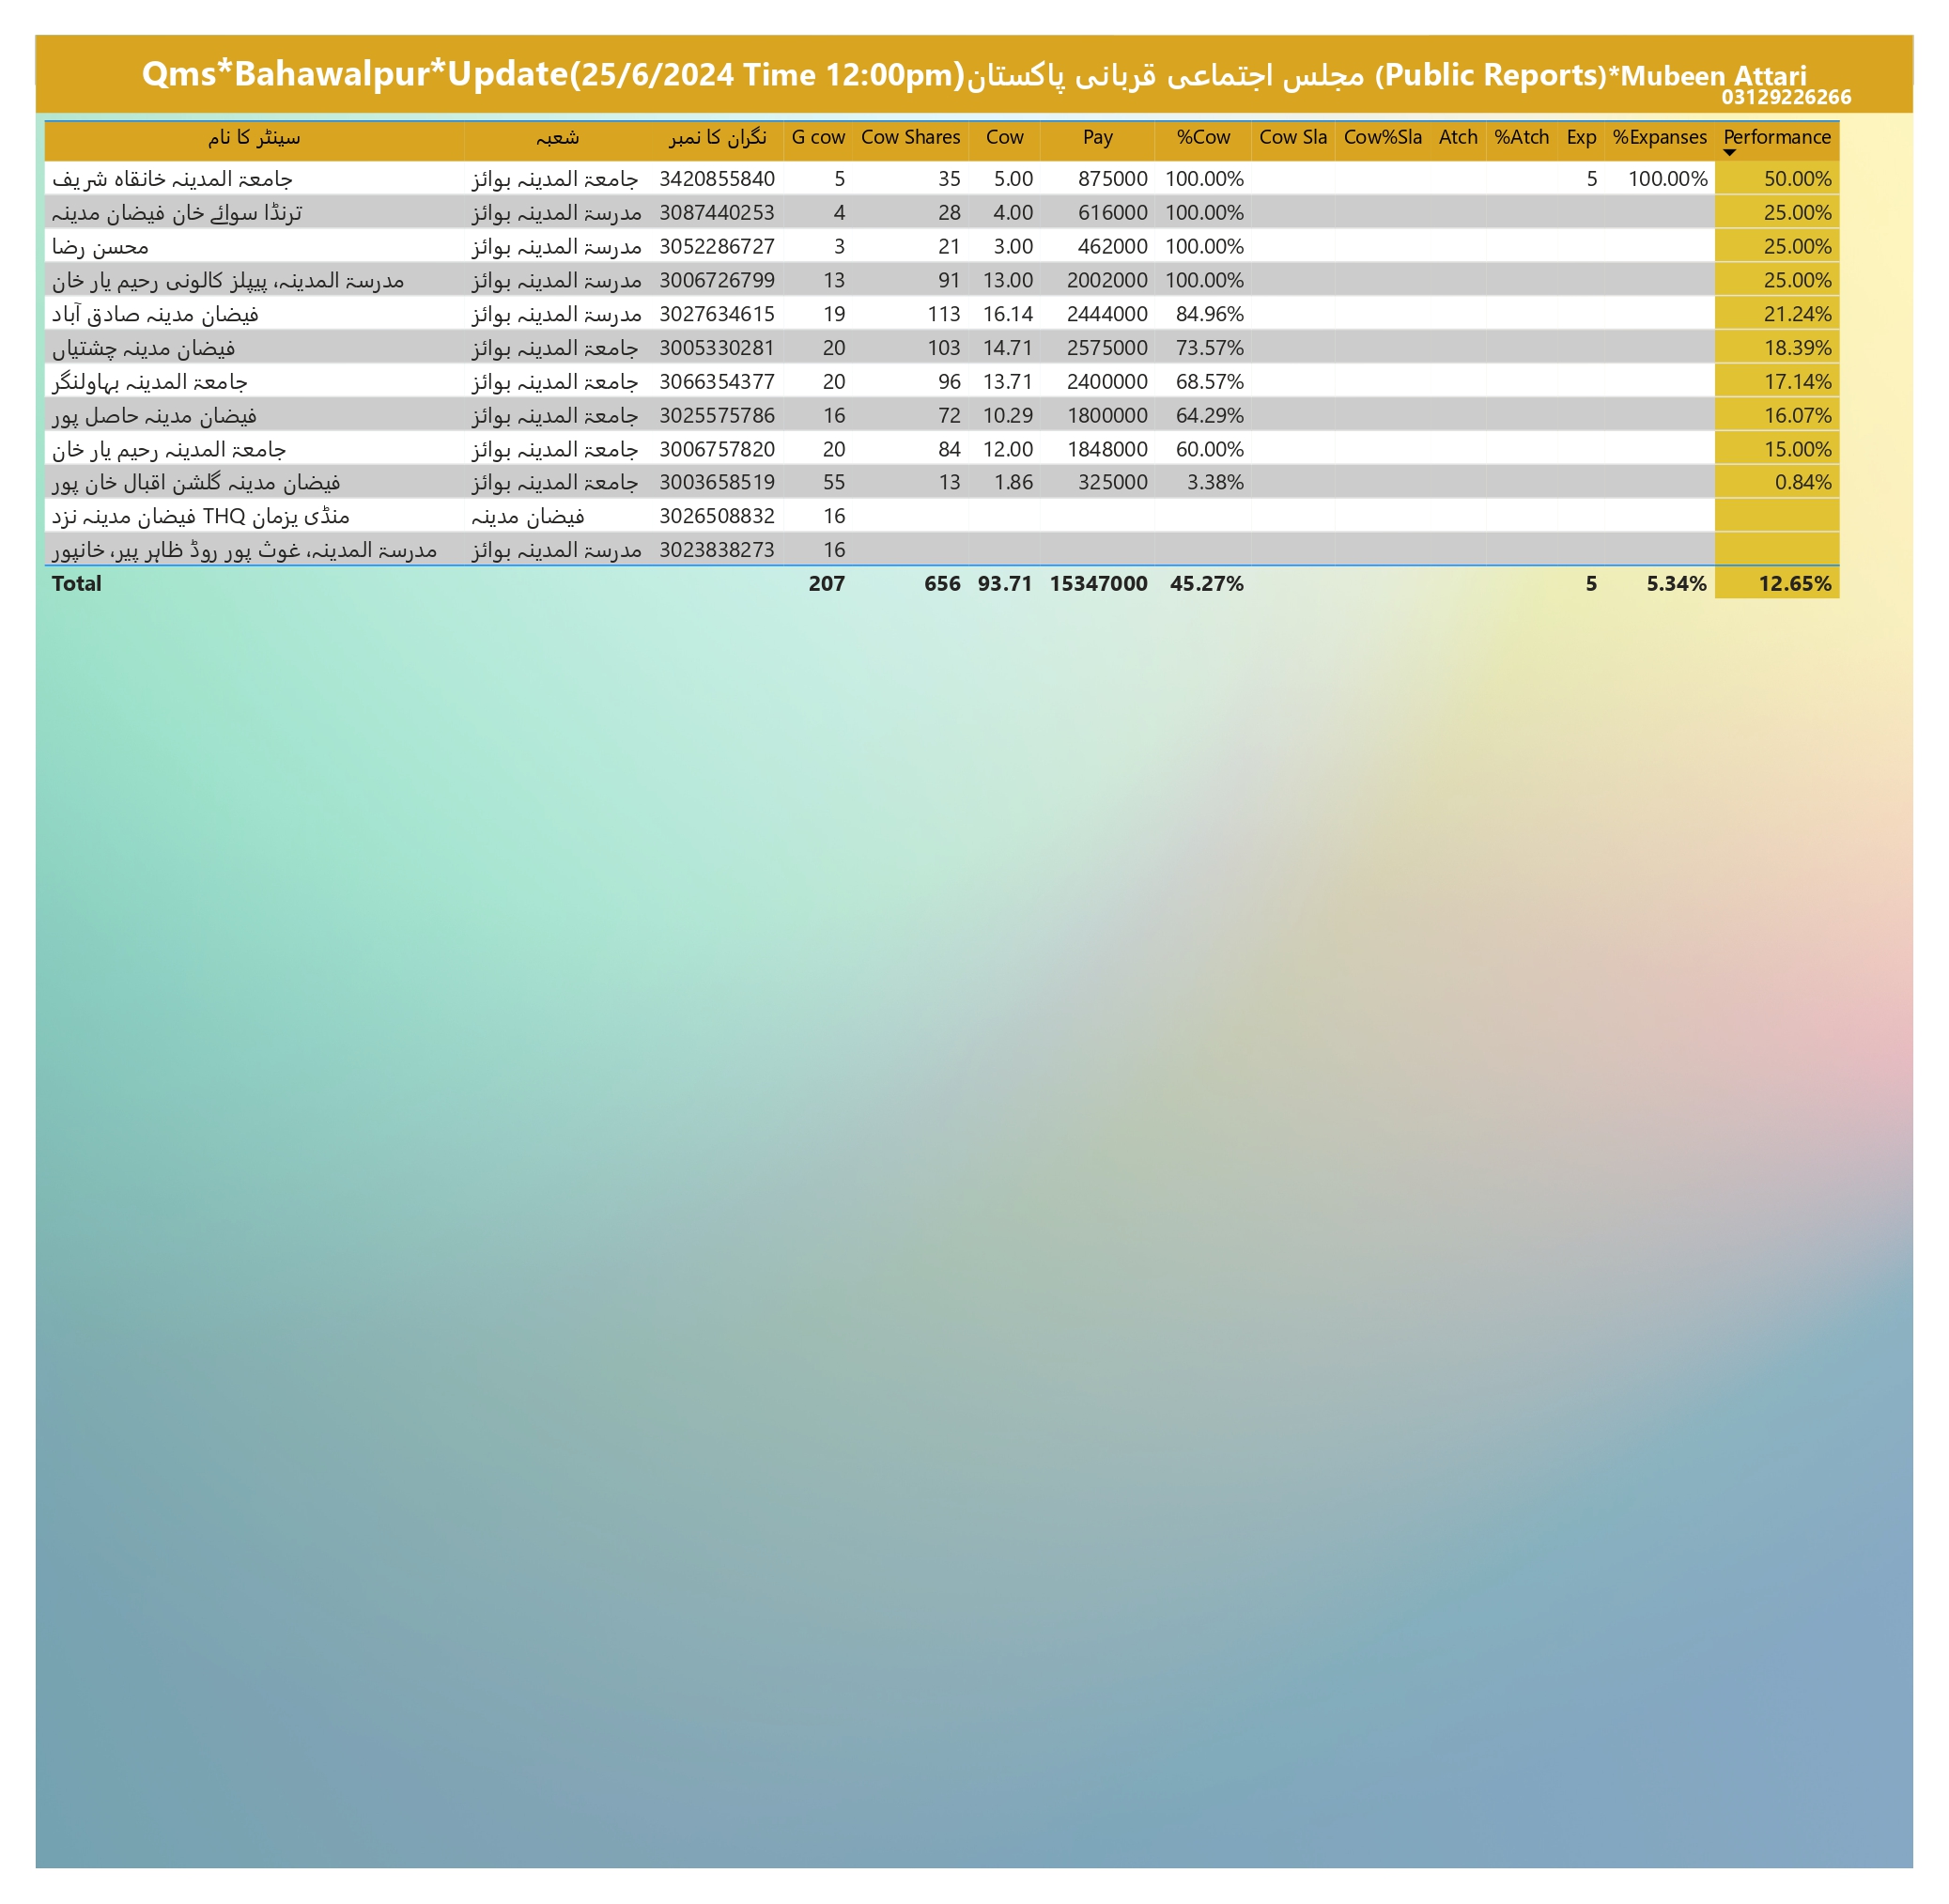 Qms*Bahawalpur*Update(25/6/2024 Time 12:00pm)مجلس اجتماعی قربانی پاکستان (Public Reports)*Mubeen Attari
03129226266
سینٹر کا نام شعبہ نگران کا نمبر G cow Cow Shares Cow Pay %Cow Cow Sla Cow%Sla Atch %Atch Exp %Expanses Performance
جامعۃ المدینہ خانقاہ شریف جامعۃ المدینہ بوائز 3420855840 5 35 5.00 875000 100.00% 5 100.00% 50.00%
ترنڈا سوائے خان فیضان مدینہ مدرسۃ المدینہ بوائز 3087440253 4 28 4.00 616000 100.00% 25.00%
محسن رضا مدرسۃ المدینہ بوائز 3052286727 3 21 3.00 462000 100.00% 25.00%
مدرسۃ المدینہ، پیپلز کالونی رحیم یار خان مدرسۃ المدینہ بوائز 3006726799 13 91 13.00 2002000 100.00% 25.00%
فیضان مدینہ صادق آباد مدرسۃ المدینہ بوائز 3027634615 19 113 16.14 2444000 84.96% 21.24%
فیضان مدینہ چشتیاں جامعۃ المدینہ بوائز 3005330281 20 103 14.71 2575000 73.57% 18.39%
جامعۃ المدینہ بہاولنگر جامعۃ المدینہ بوائز 3066354377 20 96 13.71 2400000 68.57% 17.14%
فیضان مدینہ حاصل پور جامعۃ المدینہ بوائز 3025575786 16 72 10.29 1800000 64.29% 16.07%
جامعۃ المدینہ رحیم یار خان جامعۃ المدینہ بوائز 3006757820 20 84 12.00 1848000 60.00% 15.00%
فیضان مدینہ گلشن اقبال خان پور جامعۃ المدینہ بوائز 3003658519 55 13 1.86 325000 3.38% 0.84%
فیضان مدینہ نزد THQ منڈی یزمان فیضان مدینہ 3026508832 16
مدرسۃ المدینہ، غوث پور روڈ ظاہر پیر، خانپور مدرسۃ المدینہ بوائز 3023838273 16
Total 207 656 93.71 15347000 45.27% 5 5.34% 12.65%